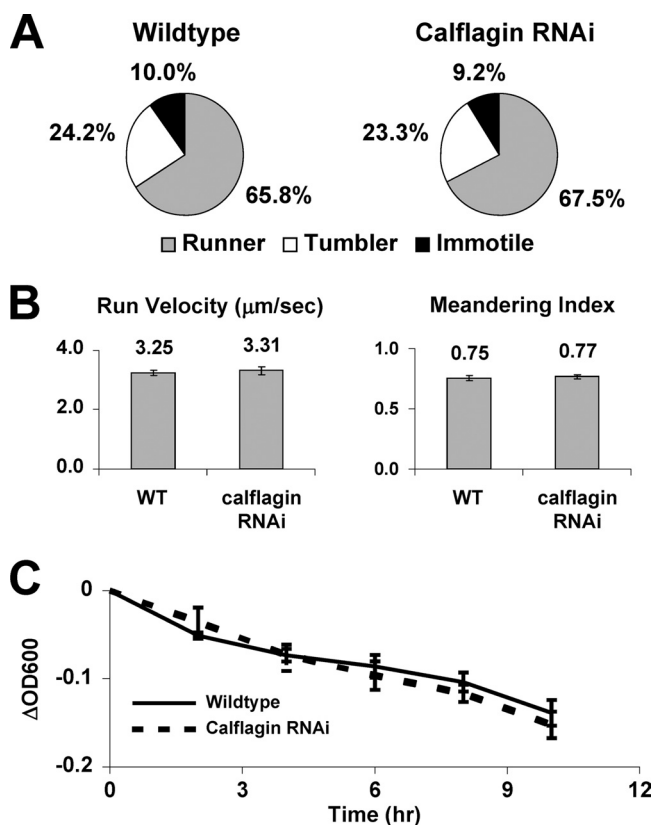 A
Wildtype
Calflagin RNAi
10.0%
9.2%
24.2%
23.3%
65.8%
67.5%
Runner Tumbler Immotile
B
Run Velocity (μm/sec)
Meandering Index
4.0
3.25
3.31
2.0
0.0
WT
calflagin
RNAi
1.0
0.75
0.77
0.5
0.0
WT
calflagin
RNAi
C
0
-0.1
-0.2
ΔOD600
Wildtype
Calflagin RNAi
0 3 6 9 12
Time (hr)